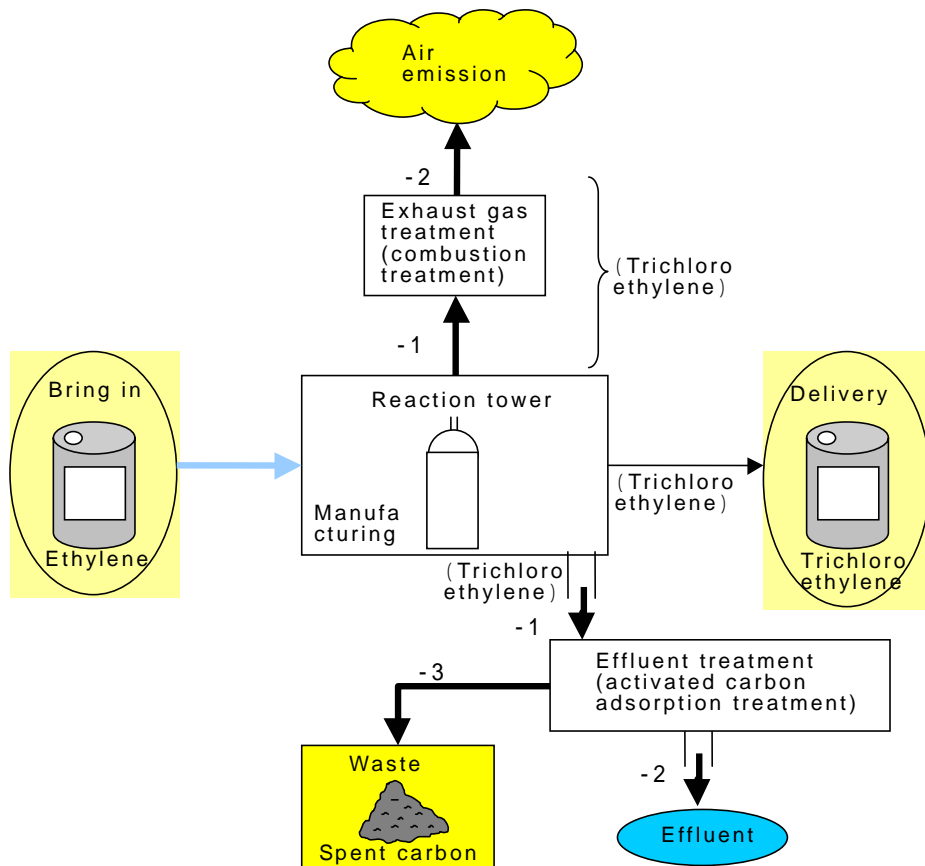 Air
emission
-2
Exhaust gas
treatment
(combustion
treatment)
(Trichloro
ethylene)
-1
Bring in
Ethylene
Reaction tower
Manufa
cturing
(Trichloro
ethylene)
Delivery
Trichloro
ethylene
(Trichloro
ethylene)
-1
Effluent treatment
(activated carbon
adsorption treatment)
-3
Waste
Spent carbon
-2
Effluent